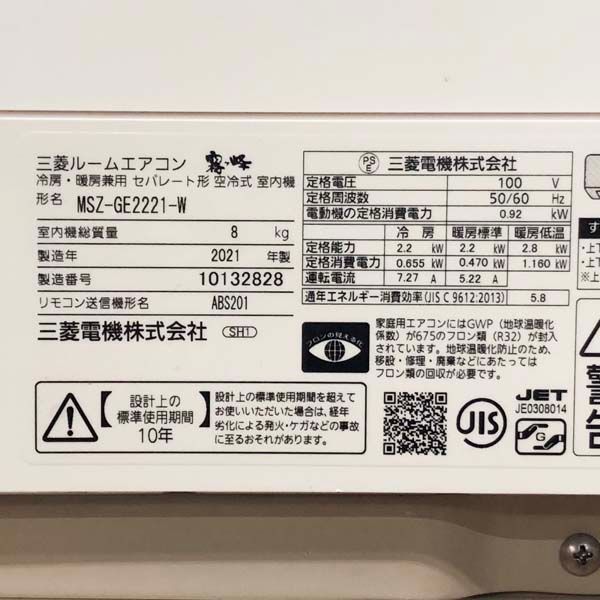 三菱ルームエアコン 霧ヶ峰
冷房・暖房兼用 セパレート形 空冷式 室内機
形名 MSZ-GE2221-W
室内機総質量 8 kg
製造年 2021 年製
製造番号 10132828
リモコン送信機形名 ABS201
三菱電機株式会社 SH1
PS
E
三菱電機株式会社
定格電圧 100 V
定格周波数 50/60 Hz
電動機の定格消費電力 0.92 kW
冷 房 暖房標準 暖房低温
定格能力 2.2 kW 2.2 kW 2.8 kW
定格消費電力 0.655 kW 0.470 kW 1.160 kW
運転電流 7.27 A 5.22 A
通年エネルギー消費効率(JIS C 9612:2013) 5.8
フロンの見える化
家庭用エアコンにはGWP（地球温暖化
係数）が675のフロン類（R32）が封入
されています。地球温暖化防止のため、
移設・修理・廃棄などにあたっては
フロン類の回収が必要です。
【設計上の
標準使用期間】
10年
設計上の標準使用期間を超えて
お使いいただいた場合は、経年
劣化による発火・ケガなどの事故
に至るおそれがあります。
JIS
JET
JE0308014
G
す
・上下
・上下
※上
警
告